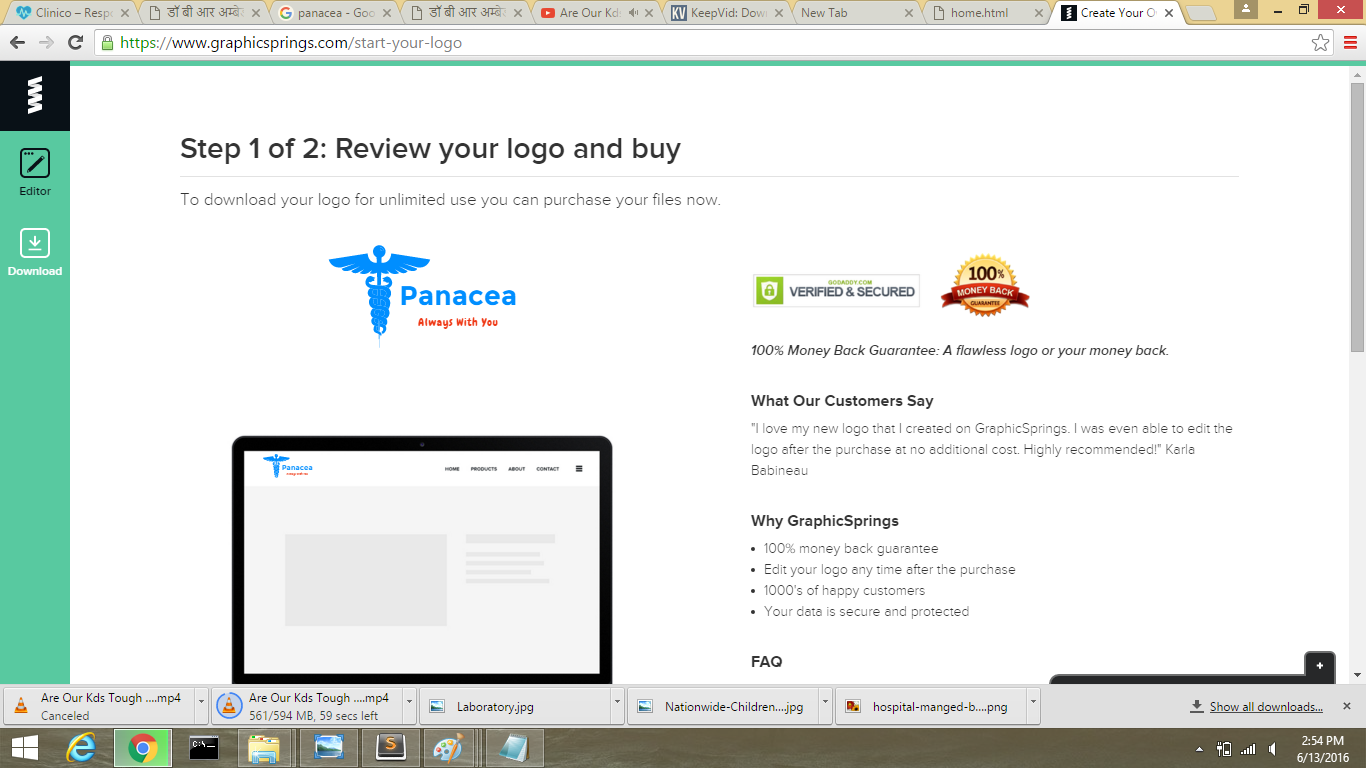 Clinico – Respe
डॉ बी आर अम्बे
panacea - Goo
डॉ बी आर अम्बे
Are Our Kds
KV KeepVid: Down
New Tab
home.html
Create Your O
https://www.graphicsprings.com/start-your-logo
Editor
Download
Step 1 of 2: Review your logo and buy
To download your logo for unlimited use you can purchase your files now.
Panacea
Always With You
GODADDY.COM
VERIFIED & SECURED
100%
MONEY BACK
GUARANTEE
100% Money Back Guarantee: A flawless logo or your money back.
What Our Customers Say
"I love my new logo that I created on GraphicSprings. I was even able to edit the
logo after the purchase at no additional cost. Highly recommended!" Karla
Babineau
Panacea
HOME PRODUCTS ABOUT CONTACT
Why GraphicSprings
• 100% money back guarantee
• Edit your logo any time after the purchase
• 1000's of happy customers
• Your data is secure and protected
FAQ
+
Are Our Kds Tough ....mp4
Canceled
Are Our Kds Tough ....mp4
561/594 MB, 59 secs left
Laboratory.jpg
Nationwide-Children....jpg
hospital-manged-b....png
Show all downloads...
2:54 PM
6/13/2016